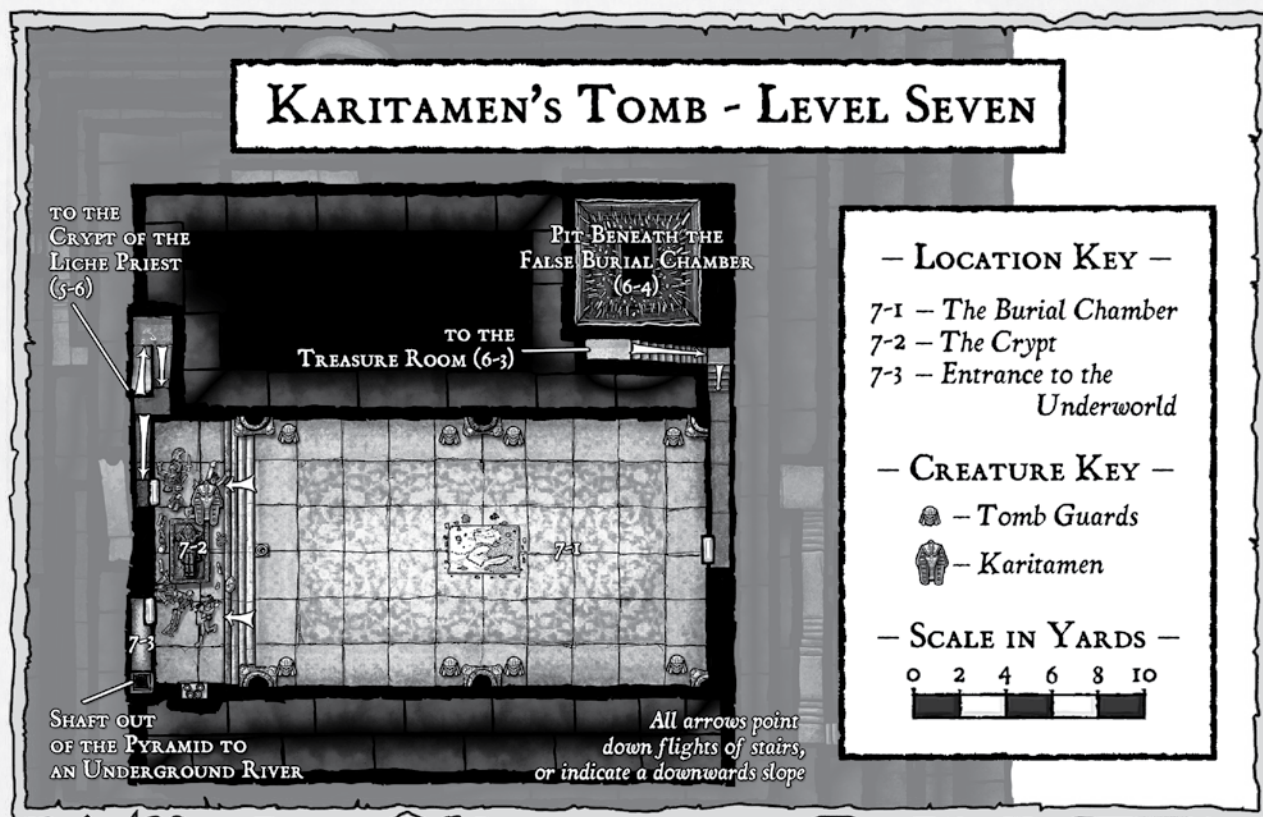 Karitamen's Tomb - Level Seven
to the
Crypt of the
Liche Priest
(5-6)
Pit Beneath the
False Burial Chamber
(6-4)
to the
Treasure Room (6-3)
7-2
7-1
7-3
Shaft out
of the Pyramid to
an Underground River
All arrows point
down flights of stairs,
or indicate a downwards slope
– Location Key –
7-1 – The Burial Chamber
7-2 – The Crypt
7-3 – Entrance to the
Underworld
– Creature Key –
– Tomb Guards
– Karitamen
– Scale in Yards –
0 2 4 6 8 10